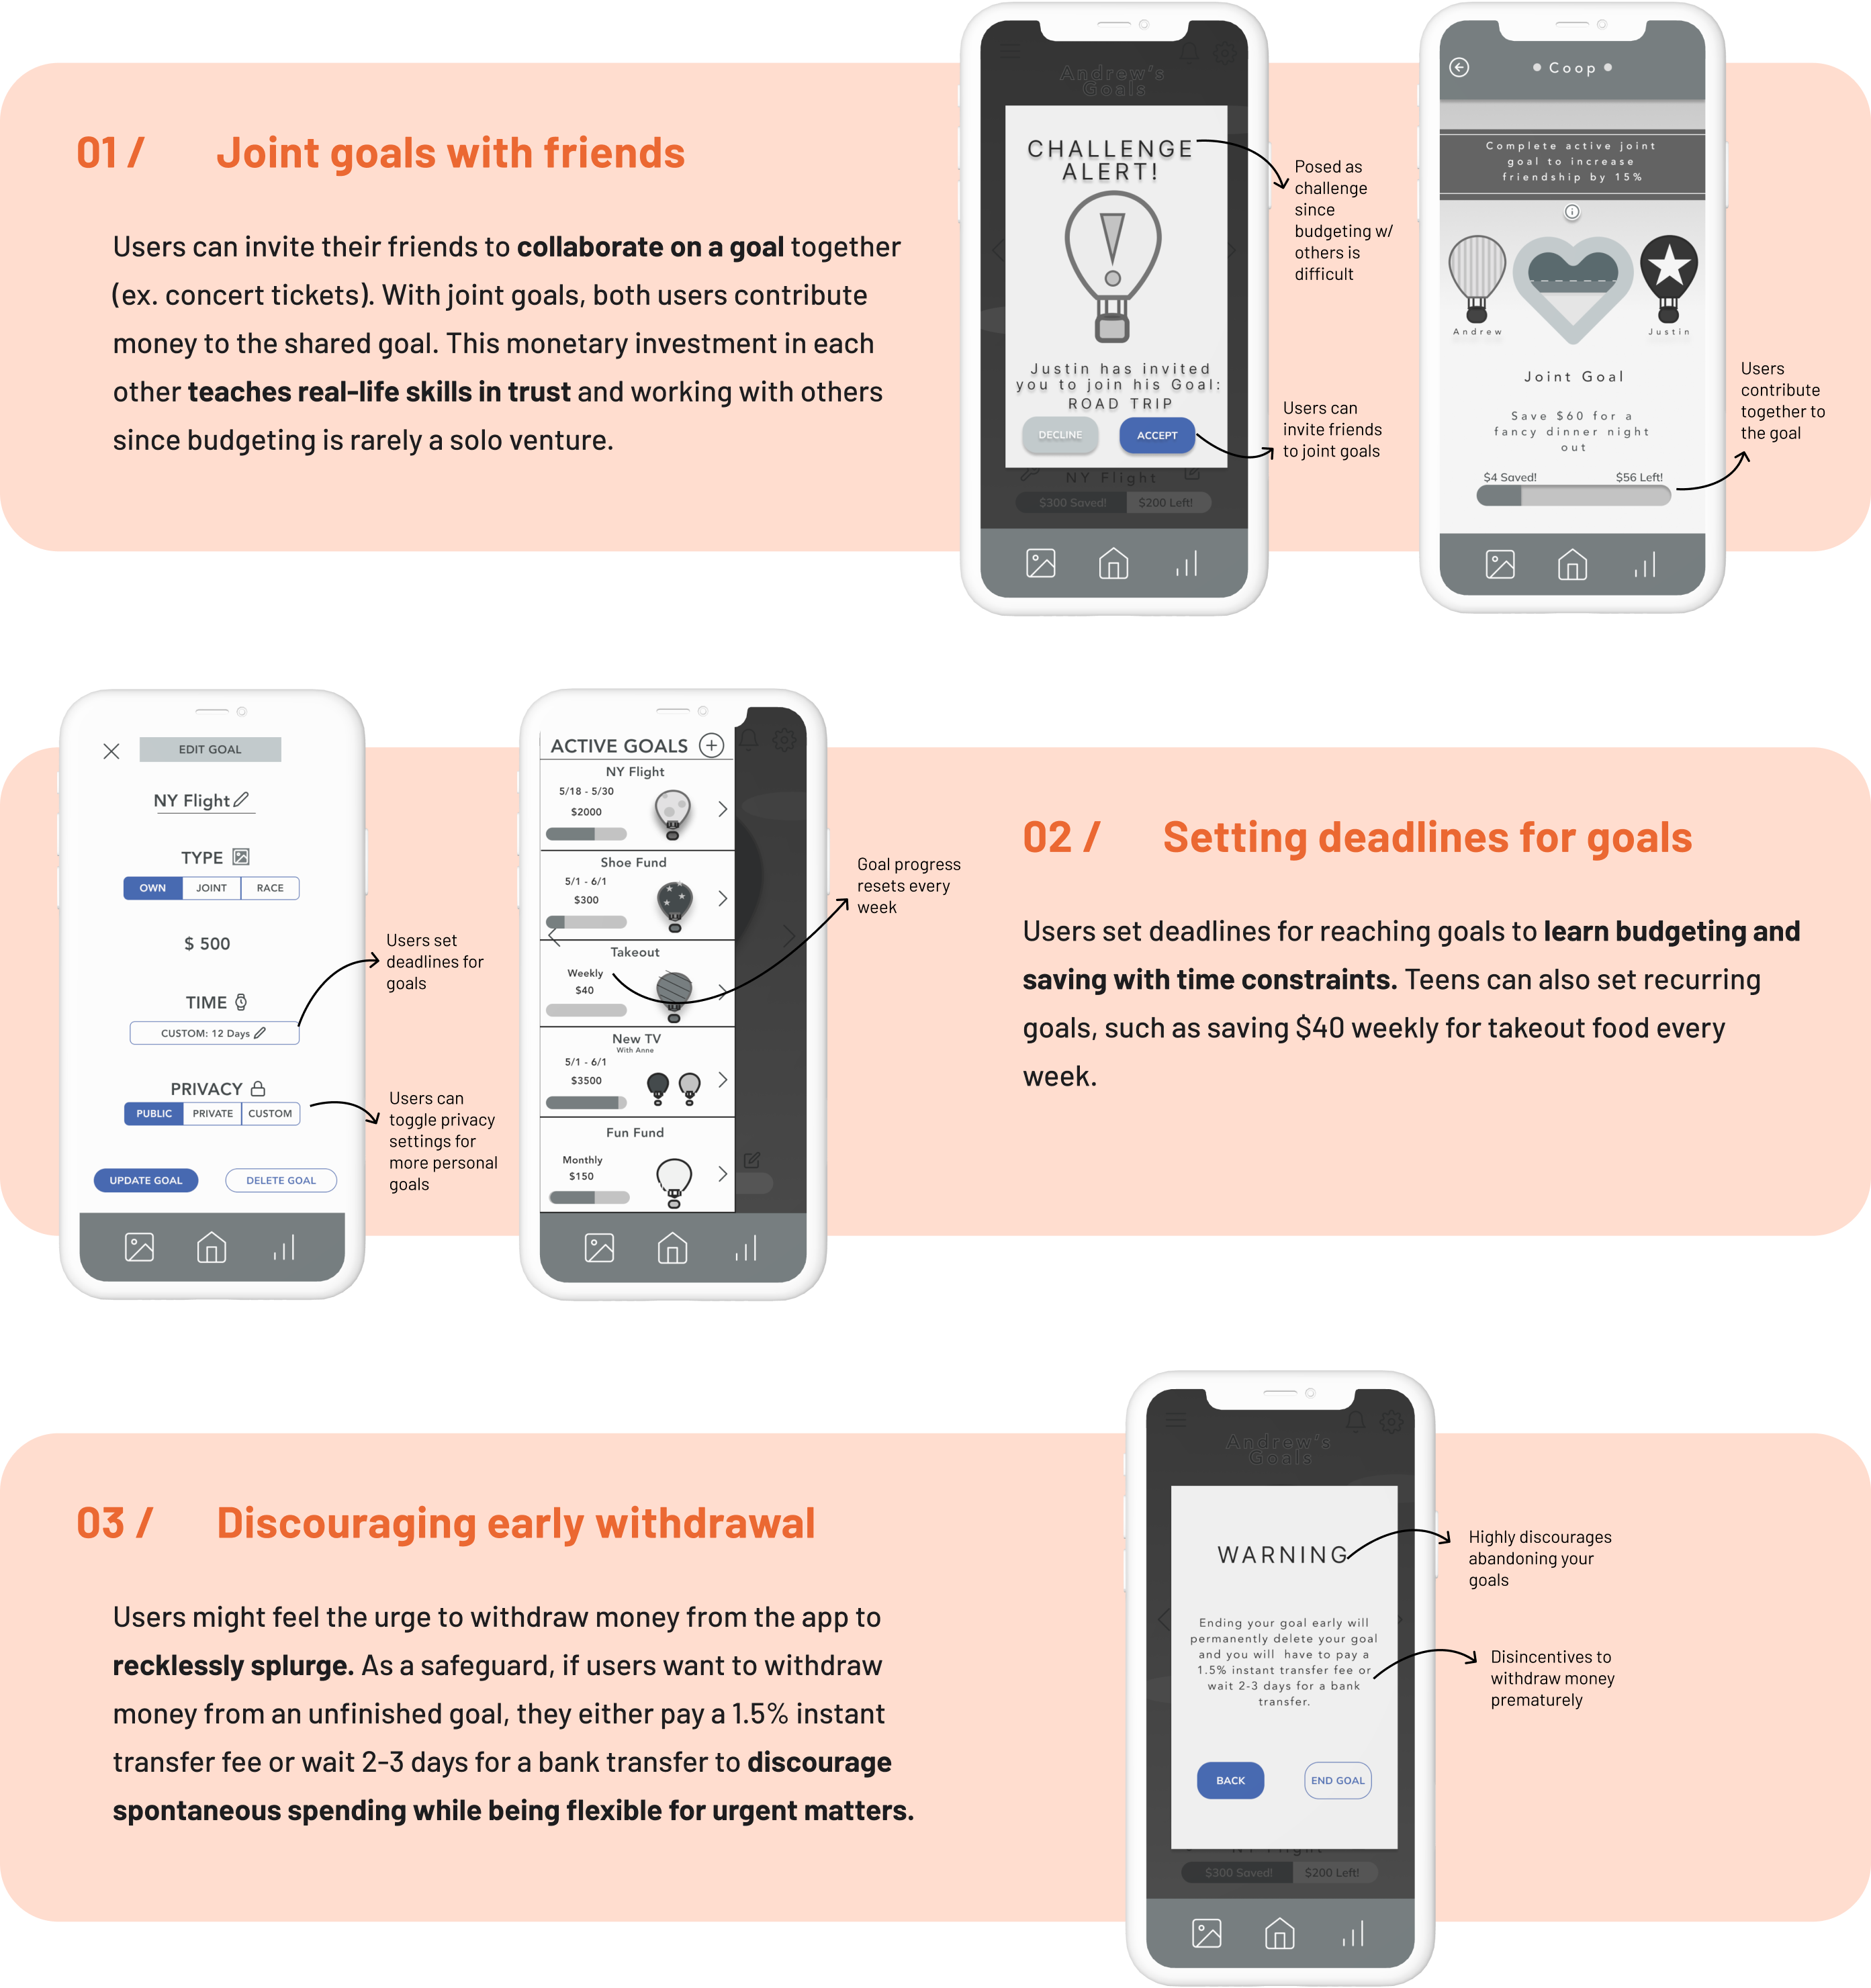 01 / Joint goals with friends
Users can invite their friends to collaborate on a goal together
(ex. concert tickets). With joint goals, both users contribute
money to the shared goal. This monetary investment in each
other teaches real-life skills in trust and working with others
since budgeting is rarely a solo venture.
Andrew's
Goals
CHALLENGE
ALERT!
Justin has invited
you to join his Goal:
ROAD TRIP
DECLINE
ACCEPT
NY Flight
$300 Saved!
$200 Left!
Posed as
challenge
since
budgeting w/
others is
difficult
Users can
invite friends
to joint goals
Coop
Complete active joint
goal to increase
friendship by 15%
Andrew
Justin
Joint Goal
Save $60 for a
fancy dinner night
out
$4 Saved!
$56 Left!
Users
contribute
together to
the goal
EDIT GOAL
NY Flight
TYPE
OWN
JOINT
RACE
$ 500
TIME
CUSTOM: 12 Days
PRIVACY
PUBLIC
PRIVATE
CUSTOM
UPDATE GOAL
DELETE GOAL
Users set
deadlines for
goals
Users can
toggle privacy
settings for
more personal
goals
ACTIVE GOALS
NY Flight
5/18 - 5/30
$2000
Shoe Fund
5/1 - 6/1
$300
Takeout
Weekly
$40
New TV
With Anne
5/1 - 6/1
$3500
Fun Fund
Monthly
$150
Goal progress
resets every
week
02 / Setting deadlines for goals
Users set deadlines for reaching goals to learn budgeting and
saving with time constraints. Teens can also set recurring
goals, such as saving $40 weekly for takeout food every
week.
03 / Discouraging early withdrawal
Users might feel the urge to withdraw money from the app to
recklessly splurge. As a safeguard, if users want to withdraw
money from an unfinished goal, they either pay a 1.5% instant
transfer fee or wait 2-3 days for a bank transfer to discourage
spontaneous spending while being flexible for urgent matters.
Andrew's
Goals
WARNING
Ending your goal early will
permanently delete your goal
and you will have to pay a
1.5% instant transfer fee or
wait 2-3 days for a bank
transfer.
BACK
END GOAL
NY Flight
$300 Saved!
$200 Left!
Highly discourages
abandoning your
goals
Disincentives to
withdraw money
prematurely